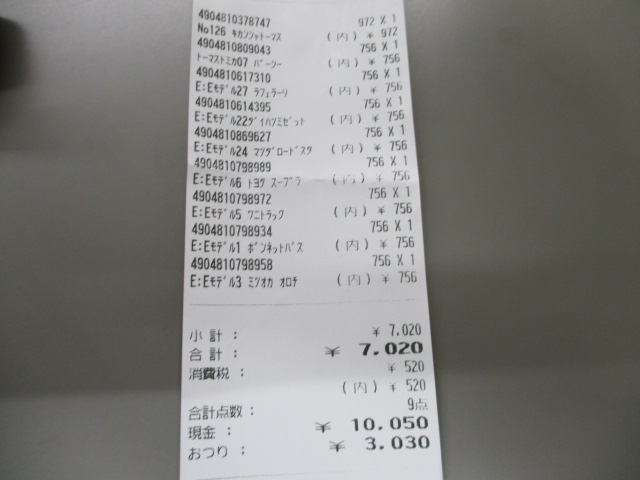 4904810378747 972 X 1
No126 ｷｶﾝｼｬﾄｰﾏｽ (内) ¥ 972
4904810809043 756 X 1
ﾄｰﾏｽﾄﾐｶ07 ﾊﾟｰｼｰ (内) ¥ 756
4904810617310 756 X 1
E:Eﾓﾃﾞﾙ27 ﾗﾌｪﾗｰﾘ (内) ¥ 756
4904810614395 756 X 1
E:Eﾓﾃﾞﾙ22ﾀﾞｲﾊﾂﾐｾﾞｯﾄ (内) ¥ 756
4904810869627 756 X 1
E:Eﾓﾃﾞﾙ24 ﾏﾂﾀﾞﾛｰﾄﾞｽﾀ (内) ¥ 756
4904810798989 756 X 1
E:Eﾓﾃﾞﾙ6 ﾄﾖﾀ ｽｰﾌﾟﾗ (内) ¥ 756
4904810798972 756 X 1
E:Eﾓﾃﾞﾙ5 ﾜﾆﾄﾗｯｸ (内) ¥ 756
4904810798934 756 X 1
E:Eﾓﾃﾞﾙ1 ﾎﾞﾝﾈｯﾄﾊﾞｽ (内) ¥ 756
4904810798958 756 X 1
E:Eﾓﾃﾞﾙ3 ﾐﾂｵｶ ｵﾛﾁ (内) ¥ 756
小計: ¥ 7,020
合計: ¥ 7,020
消費税: ¥ 520
(内) ¥ 520
合計点数: 9点
現金: ¥ 10,050
おつり: ¥ 3,030